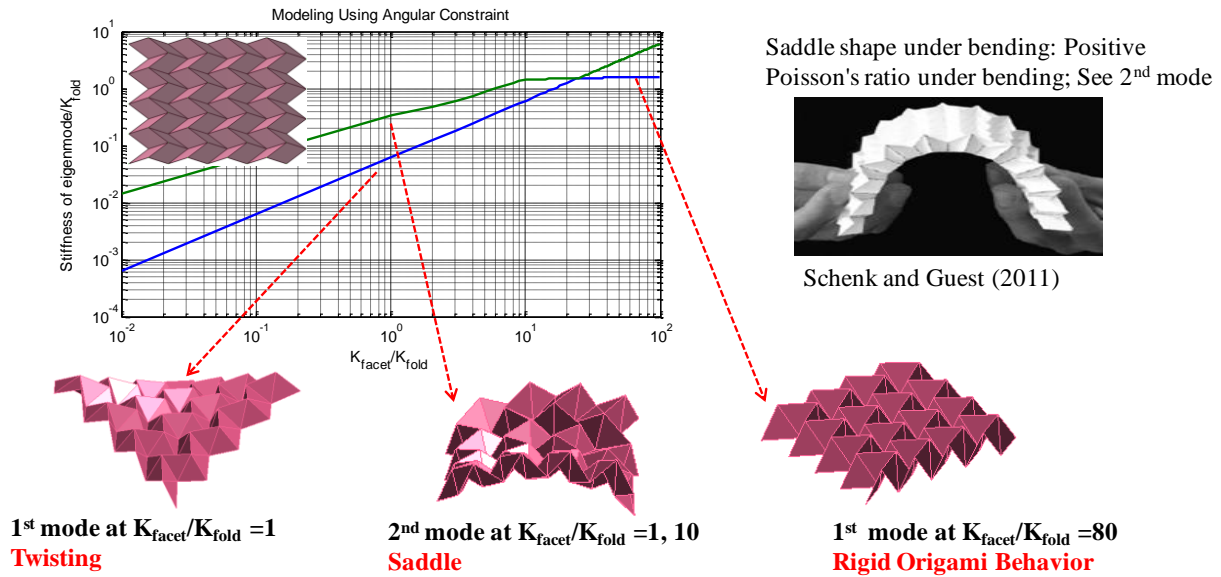 Modeling Using Angular Constraint
Stiffness of eigenmode/K_fold
10^1
10^0
10^-1
10^-2
10^-3
10^-4
10^-2
10^-1
10^0
10^1
10^2
K_facet/K_fold
Saddle shape under bending: Positive
Poisson's ratio under bending; See 2nd mode
Schenk and Guest (2011)
1st mode at K_facet/K_fold =1
Twisting
2nd mode at K_facet/K_fold =1, 10
Saddle
1st mode at K_facet/K_fold =80
Rigid Origami Behavior